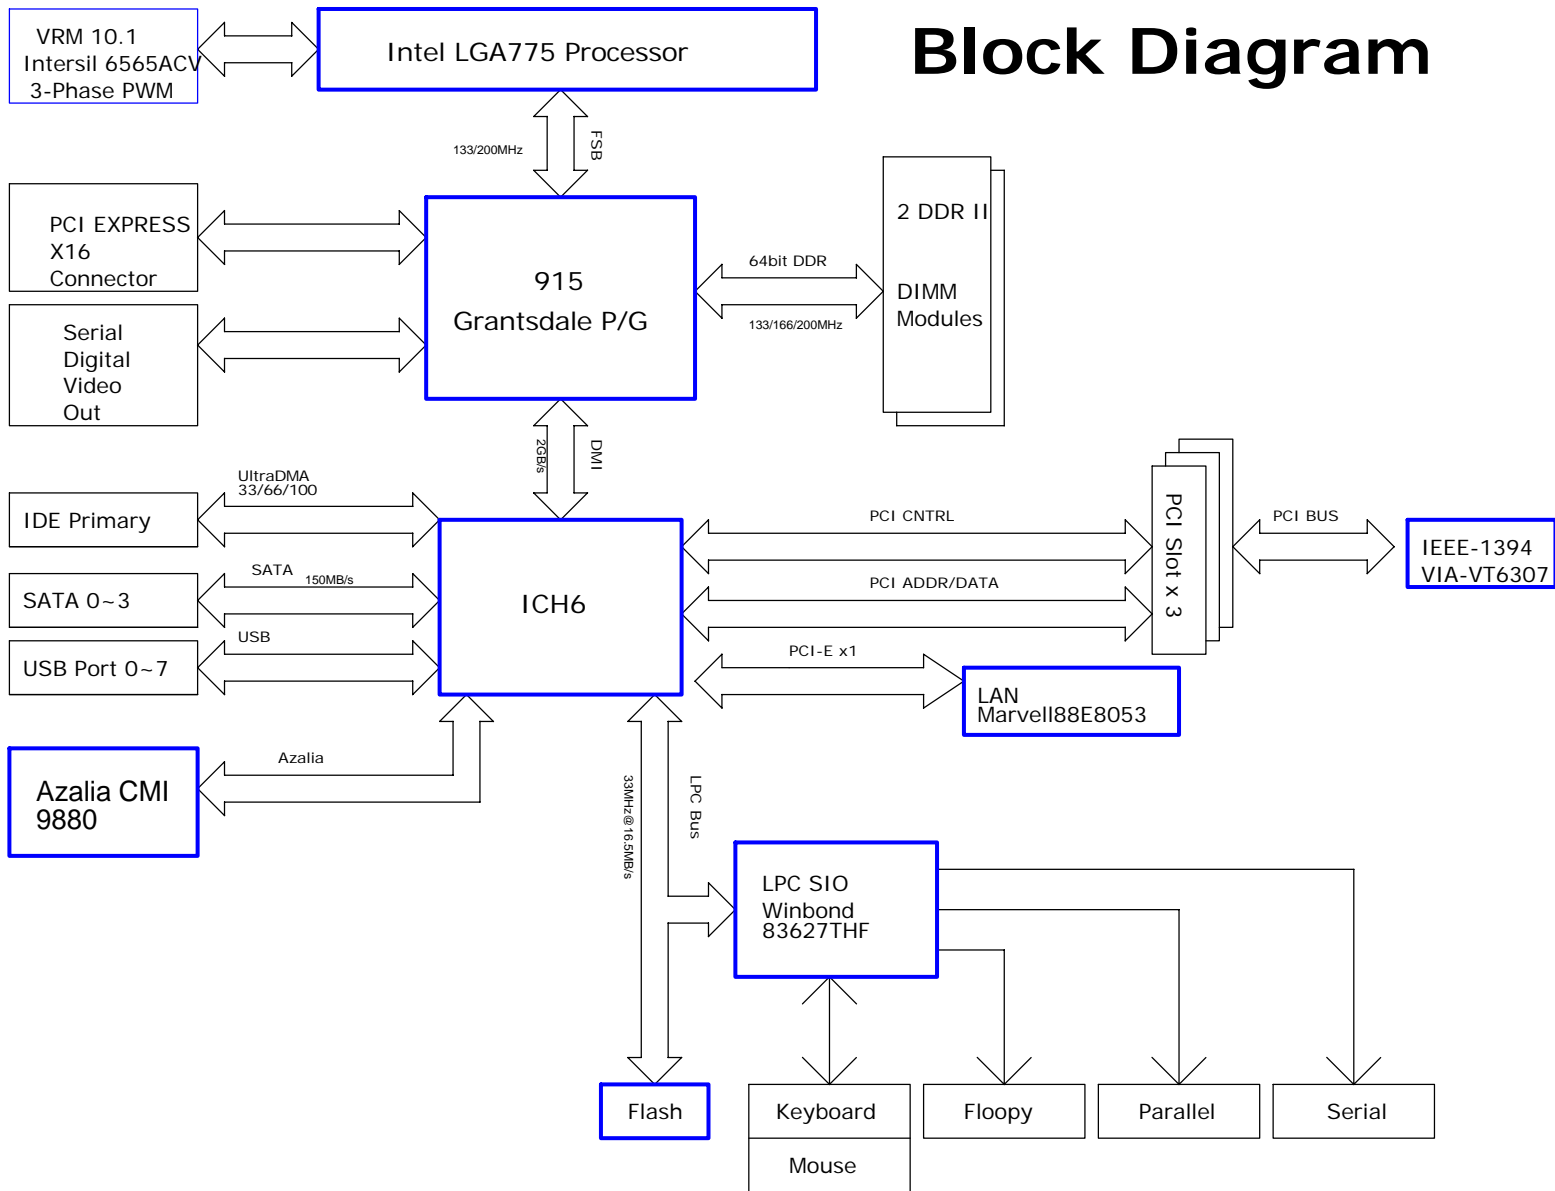 Block Diagram
VRM 10.1
Intersil 6565ACV
3-Phase PWM
Intel LGA775 Processor
133/200MHz
FSB
PCI EXPRESS
X16
Connector
Serial
Digital
Video
Out
915
Grantsdale P/G
64bit DDR
133/166/200MHz
2 DDR II
DIMM
Modules
2GB/s
DMI
UltraDMA
33/66/100
IDE Primary
SATA
150MB/s
SATA 0~3
USB
USB Port 0~7
ICH6
PCI CNTRL
PCI ADDR/DATA
PCI Slot x 3
PCI BUS
IEEE-1394
VIA-VT6307
PCI-E x1
LAN
Marvell88E8053
Azalia
Azalia CMI
9880
33MHz@16.5MB/s
LPC Bus
LPC SIO
Winbond
83627THF
Flash
Keyboard
Mouse
Floopy
Parallel
Serial